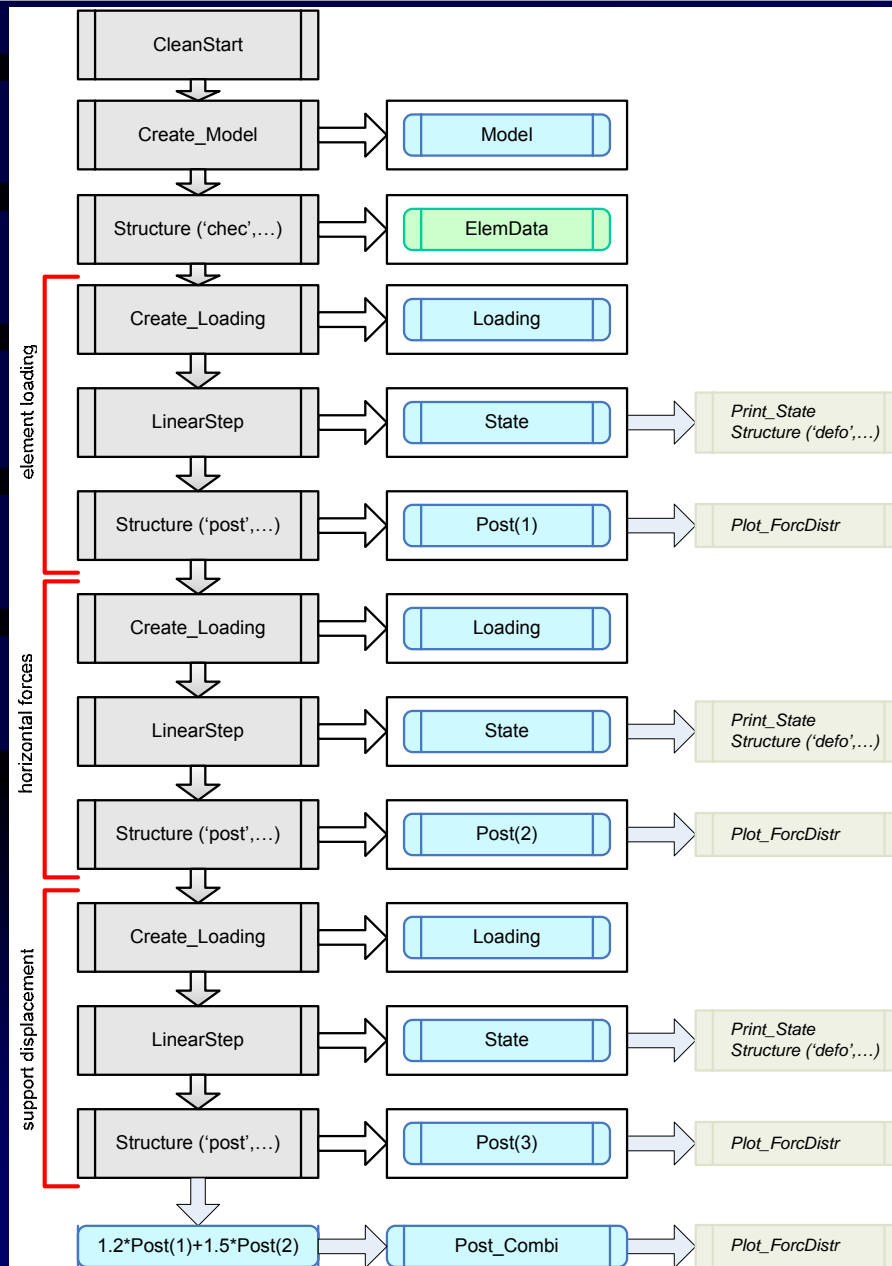 CleanStart
Create_Model
Model
Structure (‘chec’,…)
ElemData
element loading
Create_Loading
Loading
LinearStep
State
Print_State
Structure (‘defo’,…)
Structure (‘post’,…)
Post(1)
Plot_ForcDistr
horizontal forces
Create_Loading
Loading
LinearStep
State
Print_State
Structure (‘defo’,…)
Structure (‘post’,…)
Post(2)
Plot_ForcDistr
support displacement
Create_Loading
Loading
LinearStep
State
Print_State
Structure (‘defo’,…)
Structure (‘post’,…)
Post(3)
Plot_ForcDistr
1.2*Post(1)+1.5*Post(2)
Post_Combi
Plot_ForcDistr